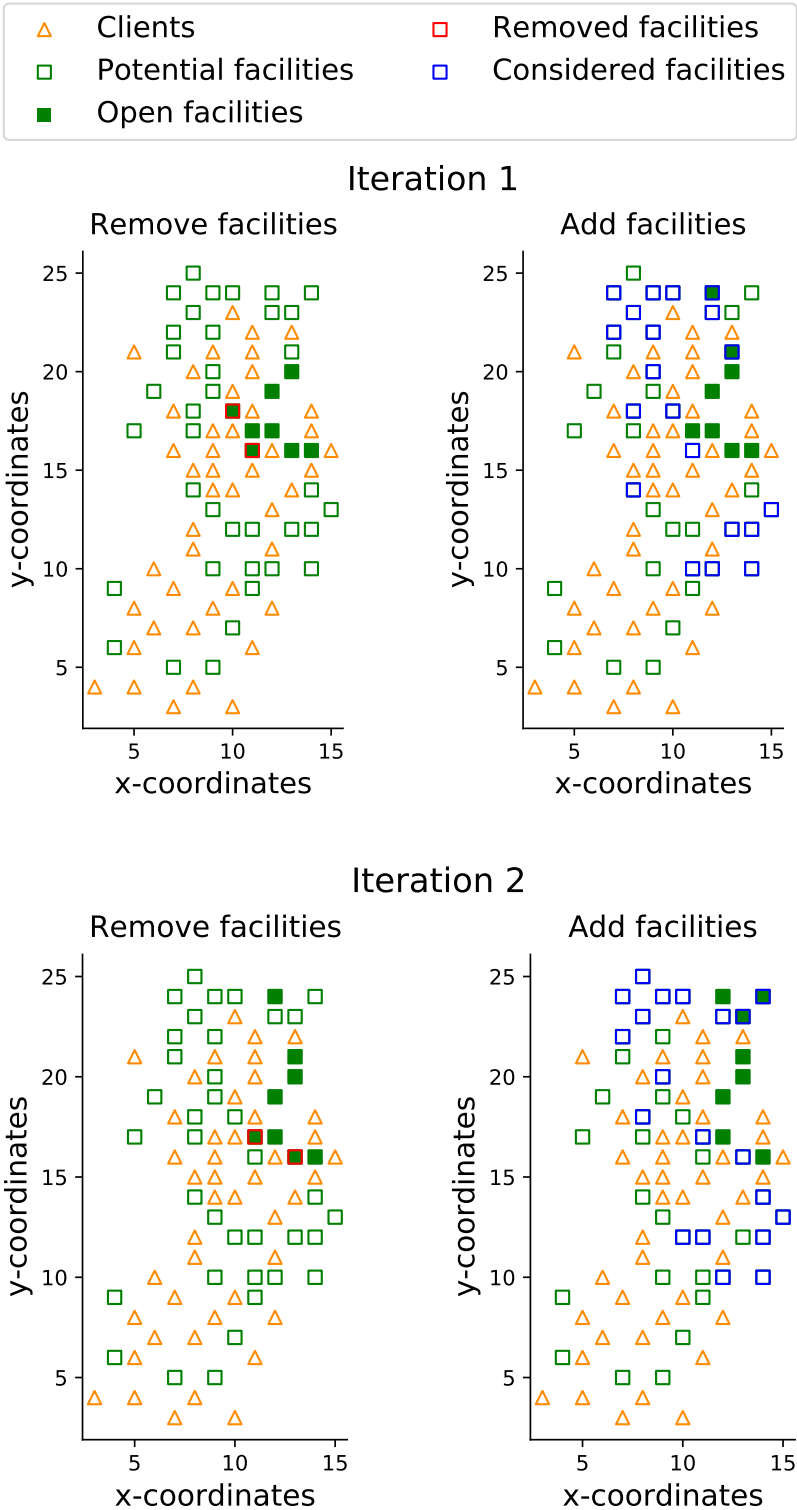 Clients
Removed facilities
Potential facilities
Considered facilities
Open facilities
Iteration 1
Remove facilities
Add facilities
25
20
15
10
5
y-coordinates
5
10
15
x-coordinates
25
20
15
10
5
y-coordinates
5
10
15
x-coordinates
Iteration 2
Remove facilities
Add facilities
25
20
15
10
5
y-coordinates
5
10
15
x-coordinates
25
20
15
10
5
y-coordinates
5
10
15
x-coordinates